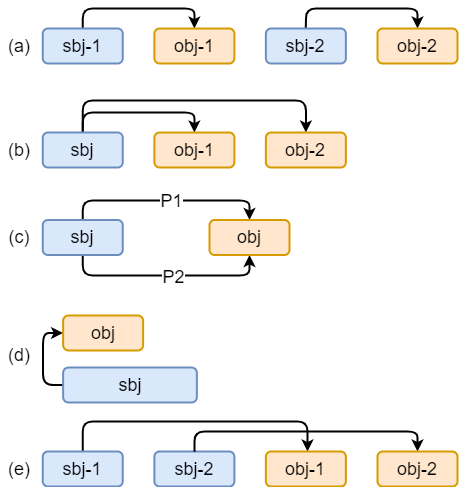 (a) sbj-1 obj-1 sbj-2 obj-2
(b) sbj obj-1 obj-2
P1
(c) sbj obj
P2
obj
(d)
sbj
(e) sbj-1 sbj-2 obj-1 obj-2